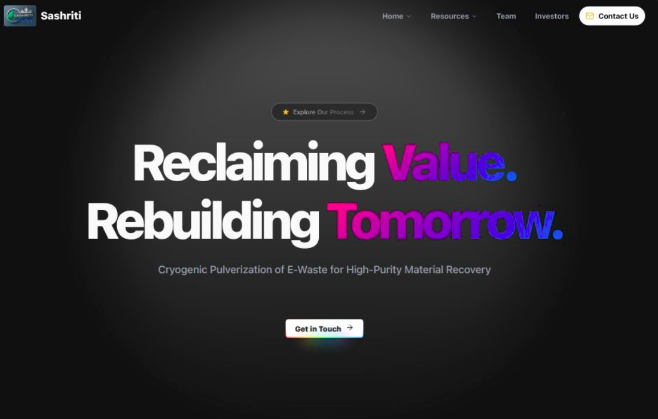 Sashriti
Home
Resources
Team
Investors
Contact Us
Explore Our Process
Reclaiming Value.
Rebuilding Tomorrow.
Cryogenic Pulverization of E-Waste for High-Purity Material Recovery
Get in Touch